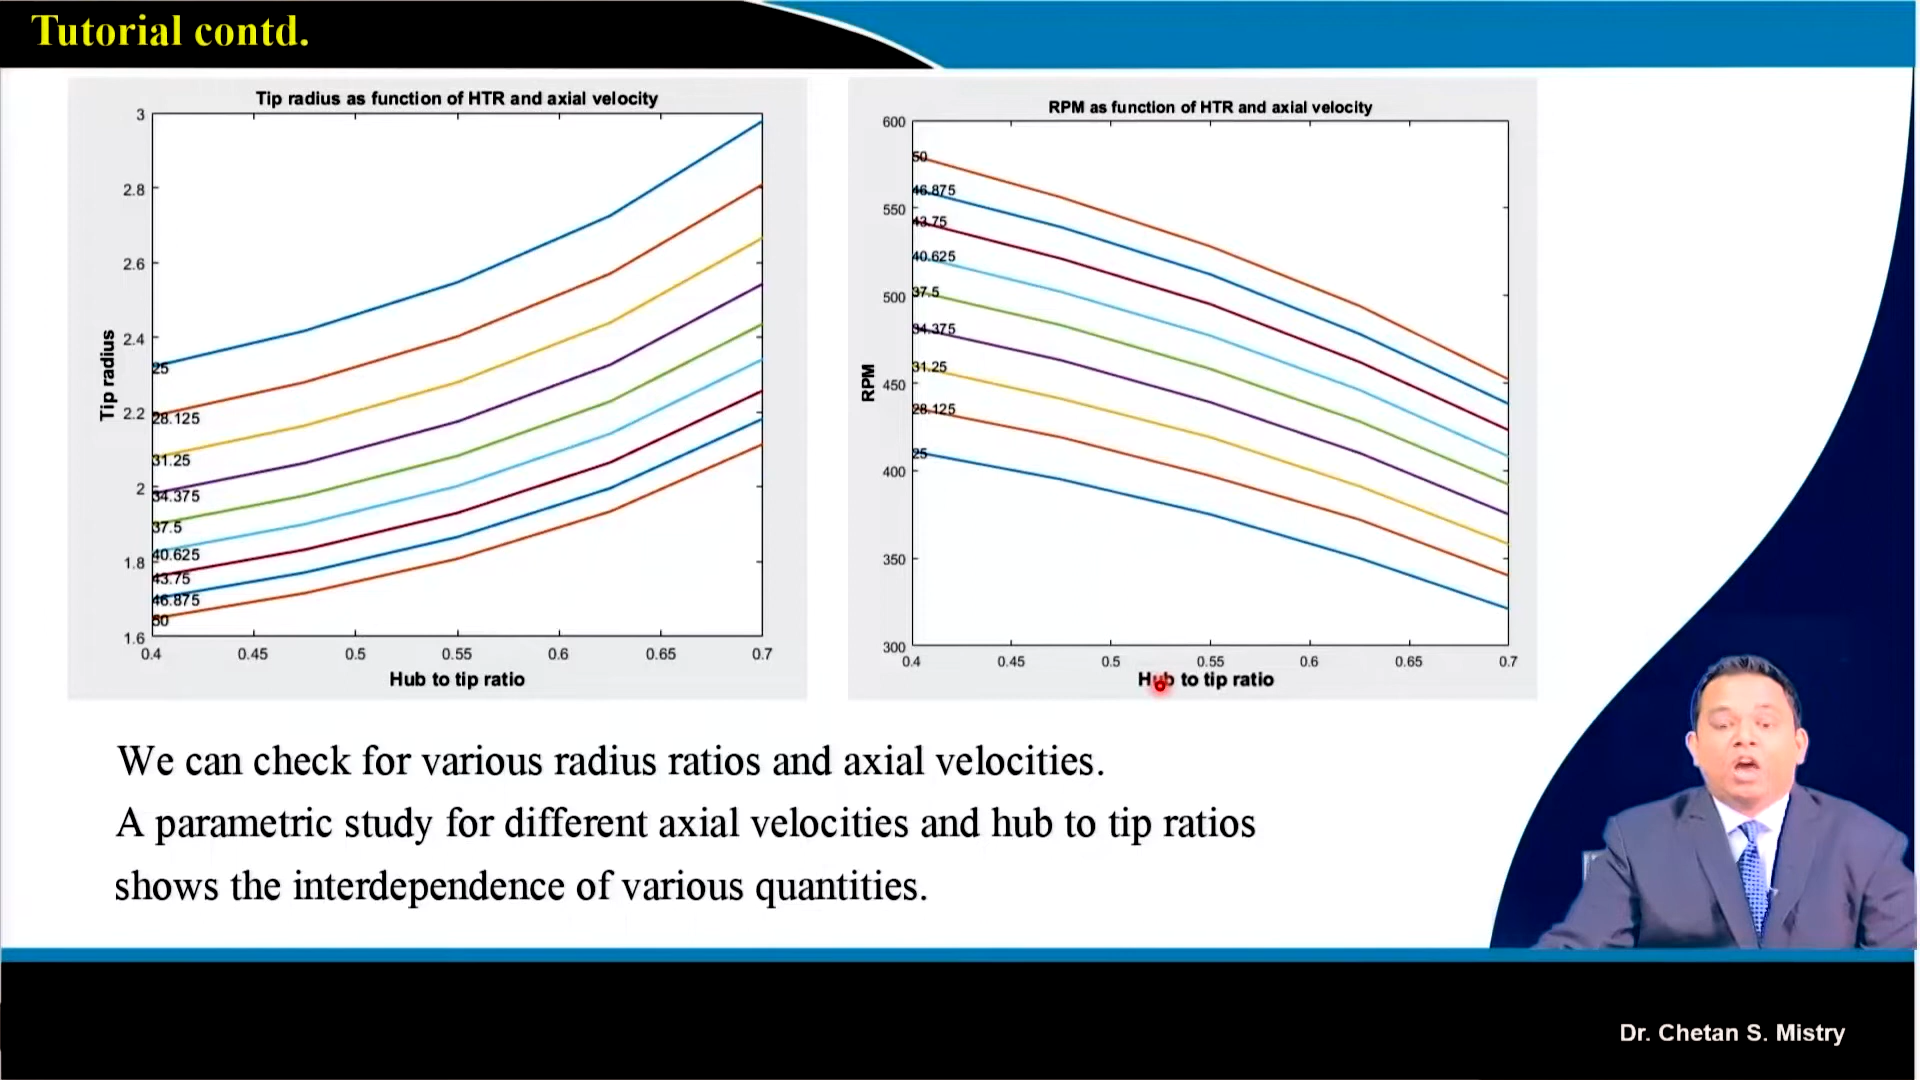 Tutorial contd.
Tip radius as function of HTR and axial velocity
3
2.8
2.6
2.4
2.2
2
1.8
1.6
Tip radius
25
28.125
31.25
34.375
37.5
40.625
43.75
46.875
50
0.4 0.45 0.5 0.55 0.6 0.65 0.7
Hub to tip ratio
RPM as function of HTR and axial velocity
600
550
500
450
400
350
300
RPM
50
46.875
43.75
40.625
37.5
34.375
31.25
28.125
25
0.4 0.45 0.5 0.55 0.6 0.65 0.7
Hub to tip ratio
We can check for various radius ratios and axial velocities.
A parametric study for different axial velocities and hub to tip ratios
shows the interdependence of various quantities.
Dr. Chetan S. Mistry